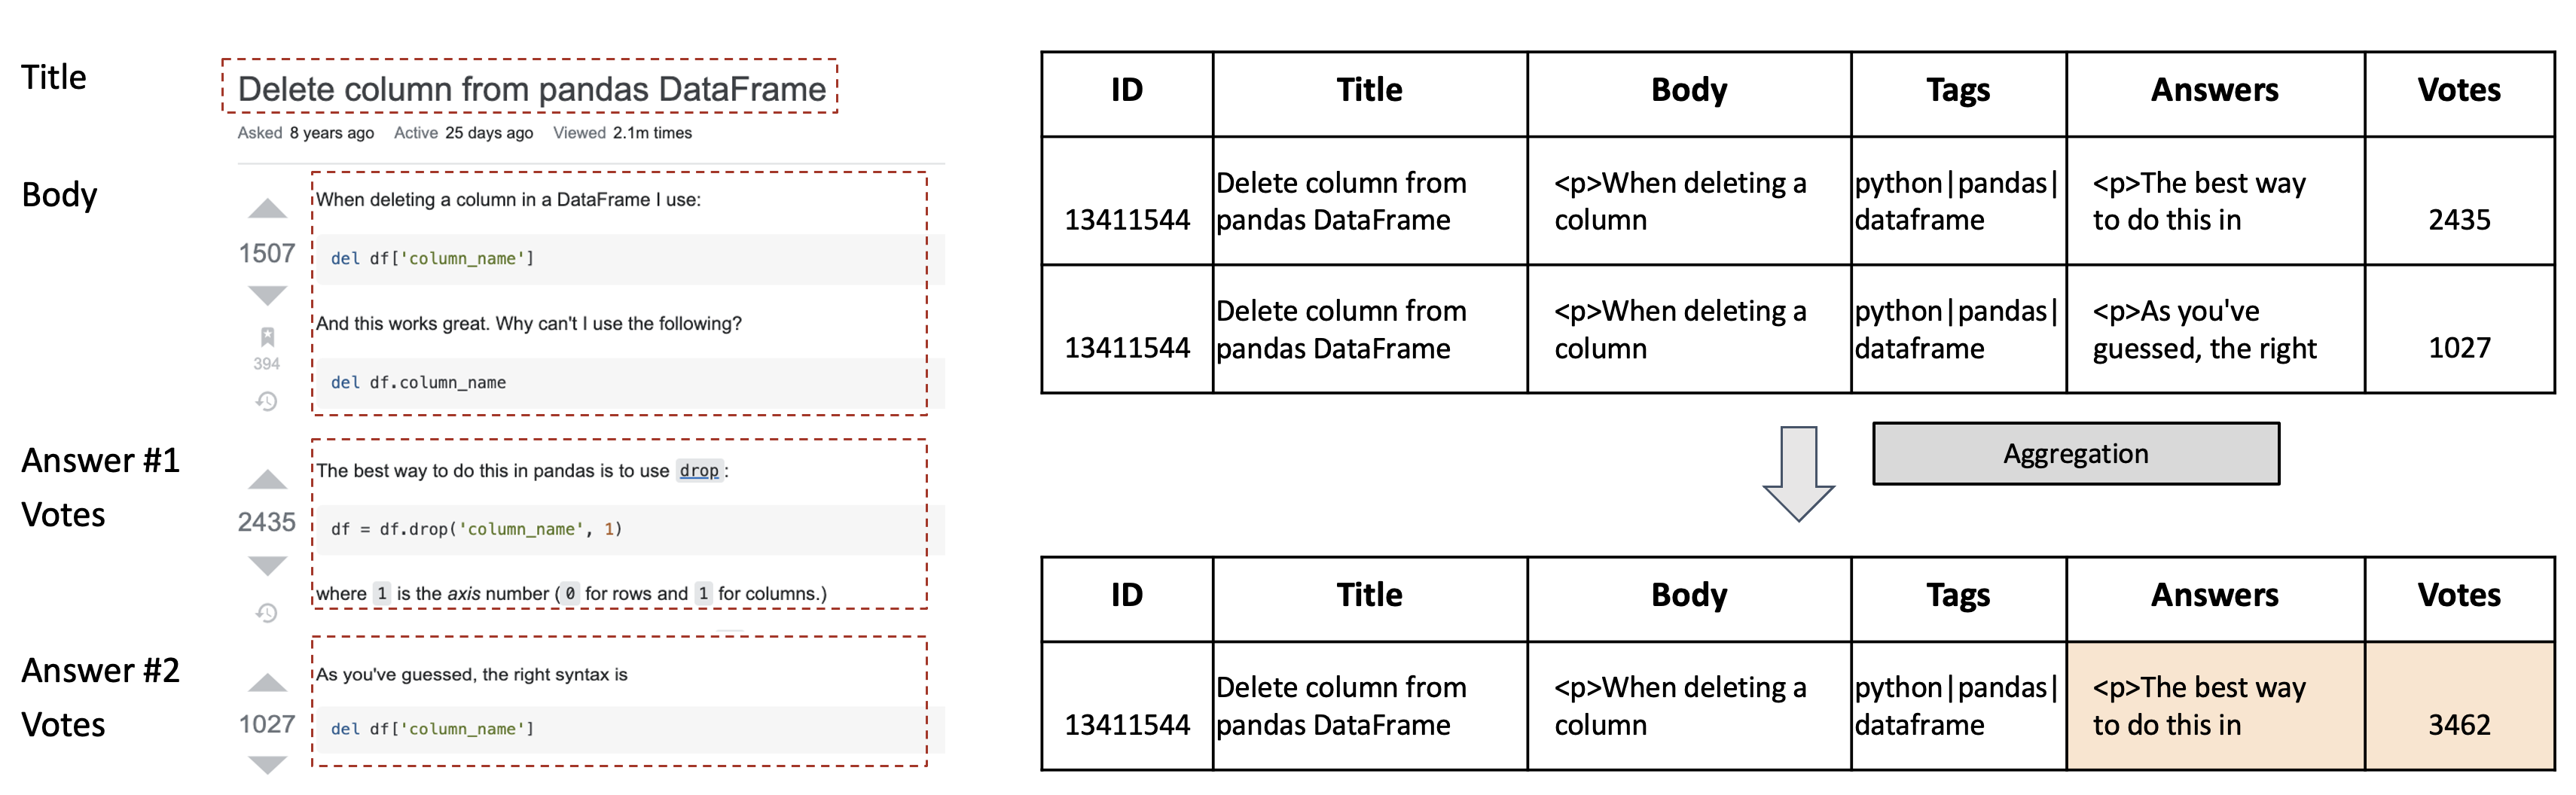 Title
Delete column from pandas DataFrame
Asked 8 years ago Active 25 days ago Viewed 2.1m times
Body
When deleting a column in a DataFrame I use:
1507
del df['column_name']
And this works great. Why can't I use the following?
394
del df.column_name
Answer #1
Votes
The best way to do this in pandas is to use drop:
2435
df = df.drop('column_name', 1)
where 1 is the axis number (0 for rows and 1 for columns.)
Answer #2
Votes
As you've guessed, the right syntax is
1027
del df['column_name']
ID Title Body Tags Answers Votes
13411544
Delete column from
pandas DataFrame
<p>When deleting a
column
python|pandas|
dataframe
<p>The best way
to do this in
2435
13411544
Delete column from
pandas DataFrame
<p>When deleting a
column
python|pandas|
dataframe
<p>As you've
guessed, the right
1027
Aggregation
ID Title Body Tags Answers Votes
13411544
Delete column from
pandas DataFrame
<p>When deleting a
column
python|pandas|
dataframe
<p>The best way
to do this in
3462